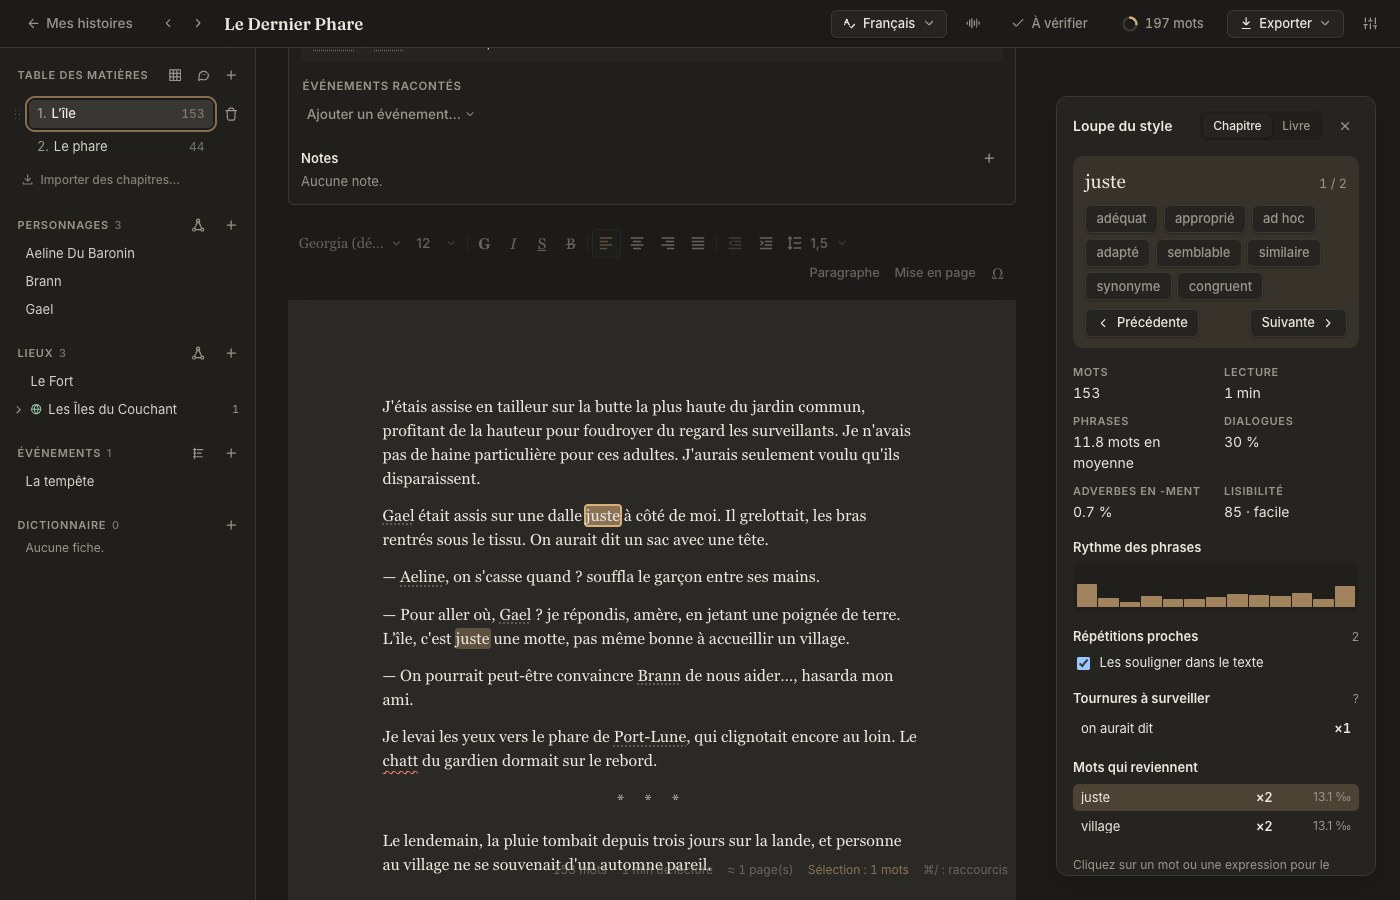 Mes histoires
Le Dernier Phare
Français
À vérifier
197 mots
Exporter
TABLE DES MATIÈRES
1. L'île 153
2. Le phare 44
Importer des chapitres...
PERSONNAGES 3
Aeline Du Baronin
Brann
Gael
LIEUX 3
Le Fort
Les Îles du Couchant 1
ÉVÉNEMENTS 1
La tempête
DICTIONNAIRE 0
Aucune fiche.
ÉVÉNEMENTS RACONTÉS
Ajouter un événement...
Notes
Aucune note.
Georgia (dé... 12 G I S B 1,5
Paragraphe Mise en page Ω
J'étais assise en tailleur sur la butte la plus haute du jardin commun,
profitant de la hauteur pour foudroyer du regard les surveillants. Je n'avais
pas de haine particulière pour ces adultes. J'aurais seulement voulu qu'ils
disparaissent.
Gael était assis sur une dalle juste à côté de moi. Il grelottait, les bras
rentrés sous le tissu. On aurait dit un sac avec une tête.
— Aeline, on s'casse quand ? souffla le garçon entre ses mains.
— Pour aller où, Gael ? je répondis, amère, en jetant une poignée de terre.
L'île, c'est juste une motte, pas même bonne à accueillir un village.
— On pourrait peut-être convaincre Brann de nous aider..., hasarda mon
ami.
Je levai les yeux vers le phare de Port-Lune, qui clignotait encore au loin. Le
chatt du gardien dormait sur le rebord.
* * *
Le lendemain, la pluie tombait depuis trois jours sur la lande, et personne
au village ne se souvenait d'un automne pareil.
153 mots 1 min de lecture ≈ 1 page(s) Sélection : 1 mots ⌘/ : raccourcis
Loupe du style
Chapitre Livre
juste 1 / 2
adéquat approprié ad hoc
adapté semblable similaire
synonyme congruent
Précédente Suivante
MOTS LECTURE
153 1 min
PHRASES DIALOGUES
11.8 mots en 30 %
moyenne
ADVERBES EN -MENT LISIBILITÉ
0.7 % 85 · facile
Rythme des phrases
Répétitions proches 2
Les souligner dans le texte
Tournures à surveiller ?
on aurait dit ×1
Mots qui reviennent
juste ×2 13.1 ‰
village ×2 13.1 ‰
Cliquez sur un mot ou une expression pour le